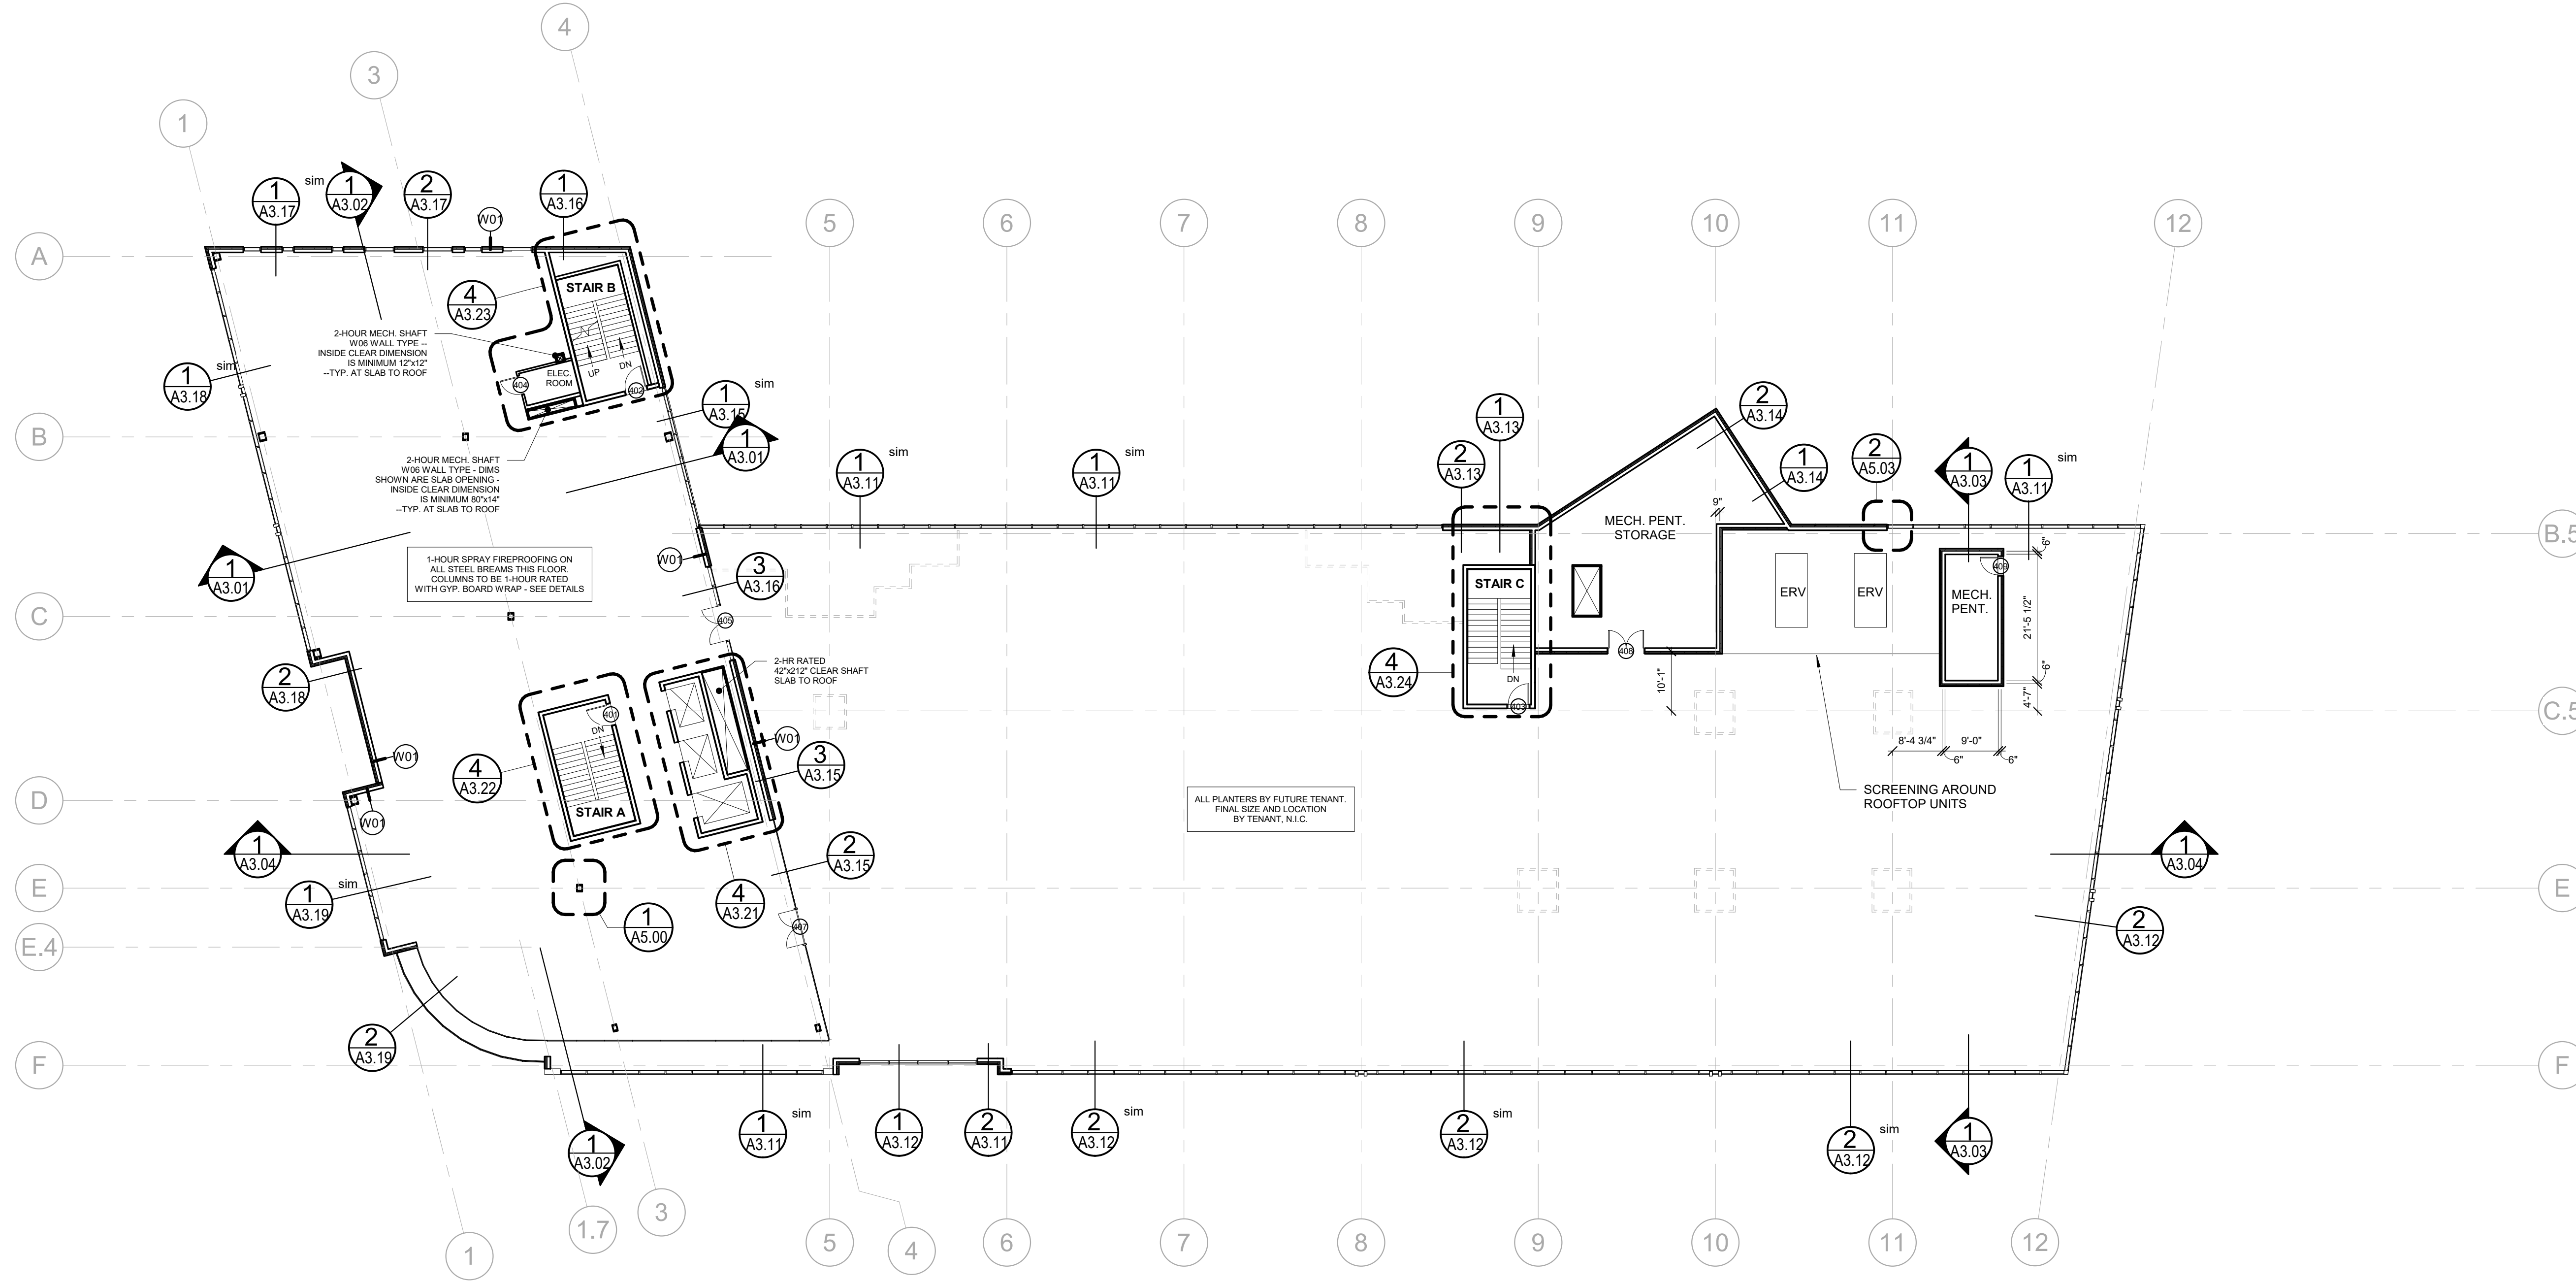 4
3
1
1
A3.17
sim
1
A3.02
2
A3.17
W01
1
A3.16
5
6
7
8
9
10
11
12
A
4
A3.23
STAIR B
UP
DN
402
ELEC.
ROOM
404
2-HOUR MECH. SHAFT
W06 WALL TYPE --
INSIDE CLEAR DIMENSION
IS MINIMUM 12"x12"
--TYP. AT SLAB TO ROOF
1
A3.18
sim
1
A3.15
sim
1
A3.01
B
2-HOUR MECH. SHAFT
W06 WALL TYPE - DIMS
SHOWN ARE SLAB OPENING -
INSIDE CLEAR DIMENSION
IS MINIMUM 80"x14"
--TYP. AT SLAB TO ROOF
1
A3.11
sim
1
A3.11
sim
2
A3.13
1
A3.13
2
A3.14
1
A3.14
2
A5.03
1
A3.03
1
A3.11
sim
9"
MECH. PENT.
STORAGE
B.5
6"
1
A3.01
1-HOUR SPRAY FIREPROOFING ON
ALL STEEL BREAMS THIS FLOOR.
COLUMNS TO BE 1-HOUR RATED
WITH GYP. BOARD WRAP - SEE DETAILS
W01
3
A3.16
405
STAIR C
DN
403
ERV
ERV
MECH.
PENT.
409
21'-5 1/2"
C
408
2
A3.18
2-HR RATED
42"x212" CLEAR SHAFT
SLAB TO ROOF
4
A3.24
10'-1"
6"
4'-7"
C.5
401
DN
STAIR A
W01
W01
3
A3.15
4
A3.22
8'-4 3/4"
9'-0"
6"
6"
D
W01
ALL PLANTERS BY FUTURE TENANT.
FINAL SIZE AND LOCATION
BY TENANT, N.I.C.
SCREENING AROUND
ROOFTOP UNITS
1
A3.04
2
A3.15
1
A3.04
E
1
A3.19
sim
4
A3.21
1
A5.00
407
2
A3.12
E
E.4
2
A3.19
F
F
1
A3.02
1
A3.11
sim
1
A3.12
2
A3.11
2
A3.12
sim
2
A3.12
sim
2
A3.12
sim
1
A3.03
1
1.7
3
5
4
6
7
8
9
10
11
12